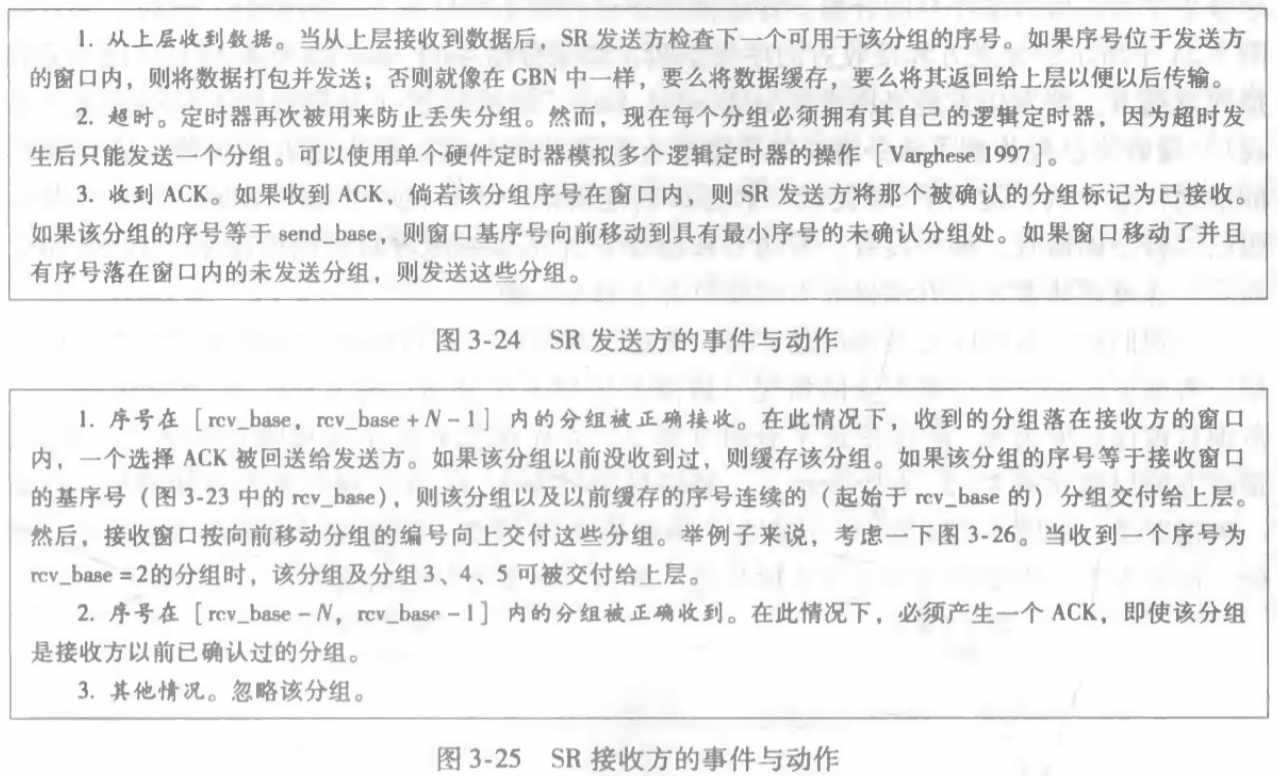 1. 从上层收到数据。当从上层接收到数据后，SR 发送方检查下一个可用于该分组的序号。如果序号位于发送方
的窗口内，则将数据打包并发送；否则就像在 GBN 中一样，要么将数据缓存，要么将其返回给上层以便以后传输。
2. 超时。定时器再次被用来防止丢失分组。然而，现在每个分组必须拥有其自己的逻辑定时器，因为超时发
生后只能发送一个分组。可以使用单个硬件定时器模拟多个逻辑定时器的操作［Varghese 1997］。
3. 收到 ACK。如果收到 ACK，倘若该分组序号在窗口内，则 SR 发送方将那个被确认的分组标记为已接收。
如果该分组的序号等于 send_base，则窗口基序号向前移动到具有最小序号的未确认分组处。如果窗口移动了并且
有序号落在窗口内的未发送分组，则发送这些分组。
图 3-24 SR 发送方的事件与动作
1. 序号在［rcv_base，rcv_base + N - 1］内的分组被正确接收。在此情况下，收到的分组落在接收方的窗口
内，一个选择 ACK 被回送给发送方。如果该分组以前没收到过，则缓存该分组。如果该分组的序号等于接收窗口
的基序号（图 3-23 中的 rcv_base），则该分组以及以前缓存的序号连续的（起始于 rcv_base 的）分组交付给上层。
然后，接收窗口按向前移动分组的编号向上交付这些分组。举例子来说，考虑一下图 3-26。当收到一个序号为
rcv_base = 2的分组时，该分组及分组 3、4、5 可被交付给上层。
2. 序号在［rcv_base - N，rcv_base - 1］内的分组被正确收到。在此情况下，必须产生一个 ACK，即使该分组
是接收方以前已确认过的分组。
3. 其他情况。忽略该分组。
图 3-25 SR 接收方的事件与动作